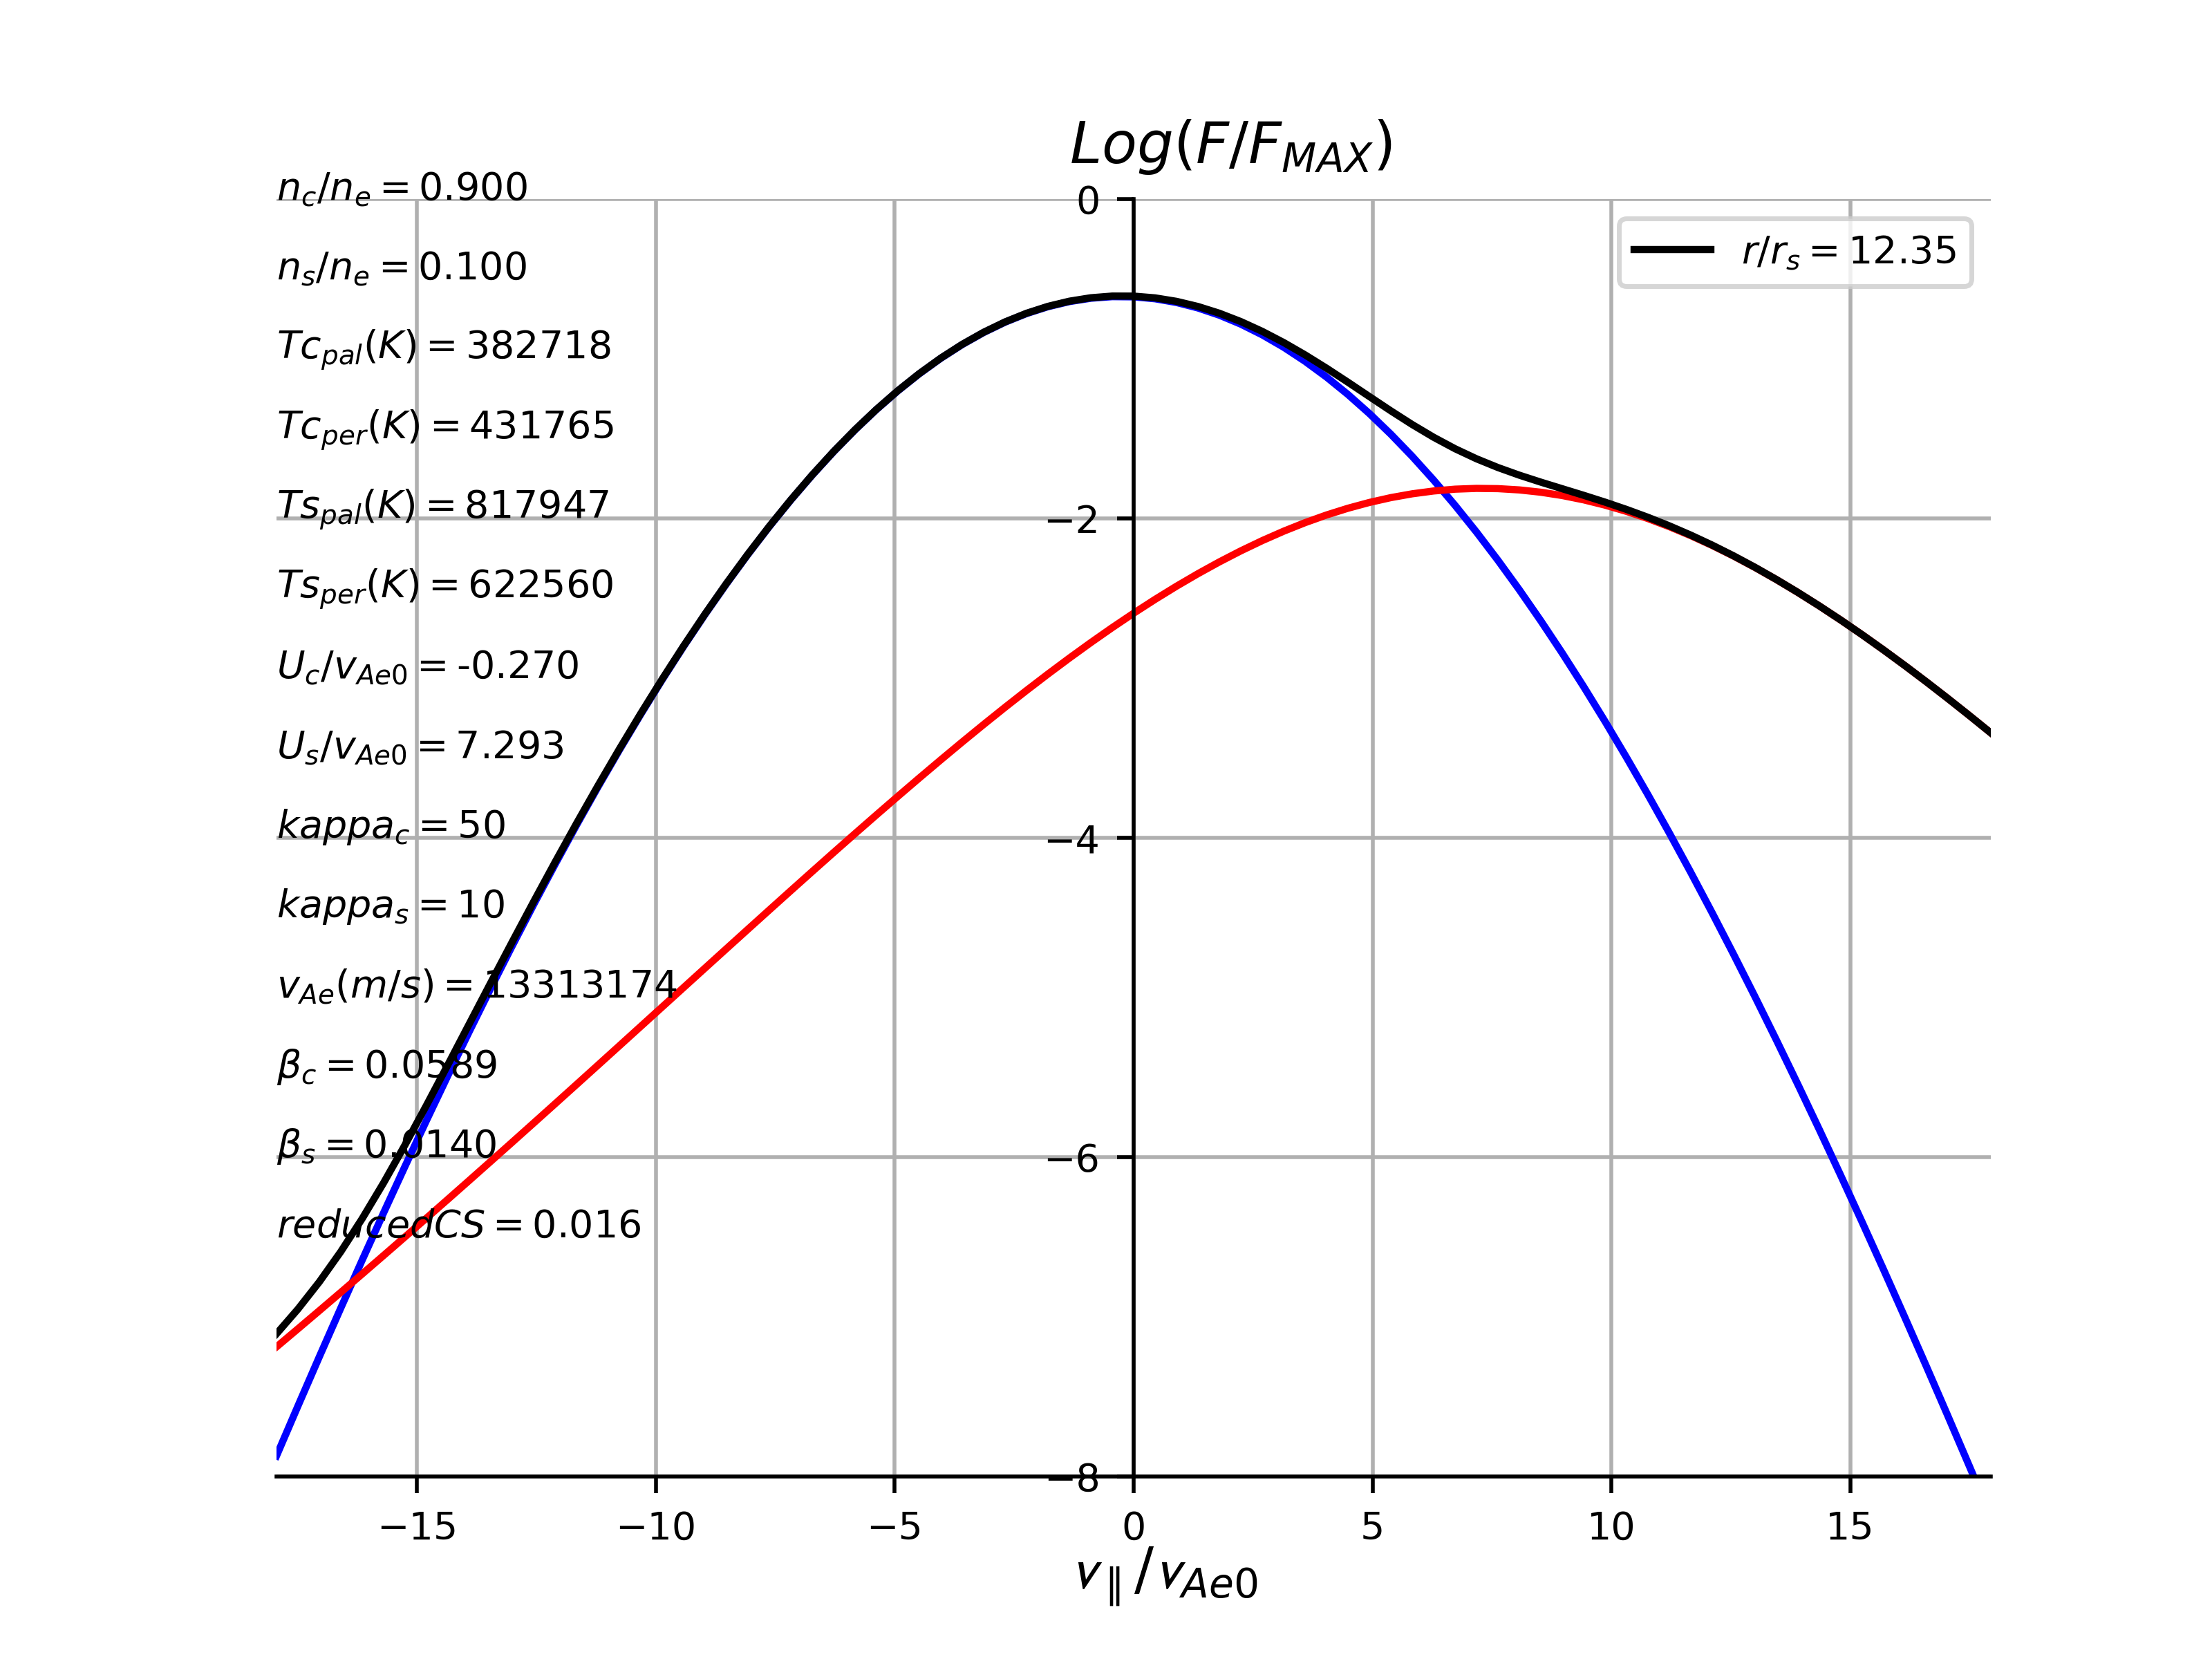 Log(F/F_MAX)
n_c/n_e = 0.900
0
r/r_s = 12.35
n_s/n_e = 0.100
Tc_pal(K) = 382718
Tc_per(K) = 431765
Ts_pal(K) = 817947
−2
Ts_per(K) = 622560
U_c/v_Ae0 = -0.270
U_s/v_Ae0 = 7.293
kappa_c = 50
−4
kappa_s = 10
v_Ae(m/s) = 13313174
β_c = 0.0589
β_s = 0.0140
−6
reducedCS = 0.016
−8
−15 −10 −5 0 5 10 15
v_∥/v_Ae0